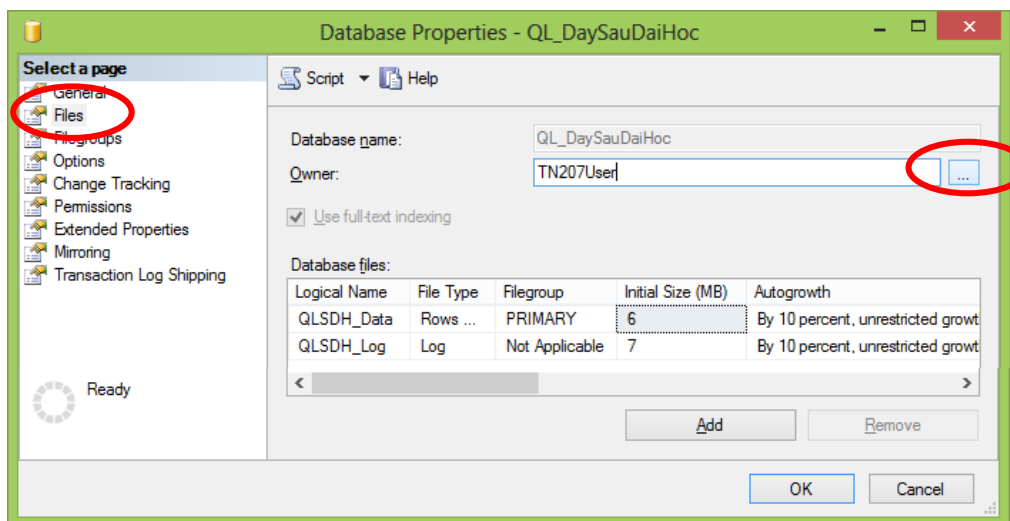 Database Properties - QL_DaySauDaiHoc
Select a page
General
Files
Filegroups
Options
Change Tracking
Permissions
Extended Properties
Mirroring
Transaction Log Shipping
Ready
Script Help
Database name: QL_DaySauDaiHoc
Owner: TN207User ...
Use full-text indexing
Database files:
Logical Name File Type Filegroup Initial Size (MB) Autogrowth
QLSDH_Data Rows ... PRIMARY 6 By 10 percent, unrestricted growt
QLSDH_Log Log Not Applicable 7 By 10 percent, unrestricted growt
Add Remove
OK Cancel